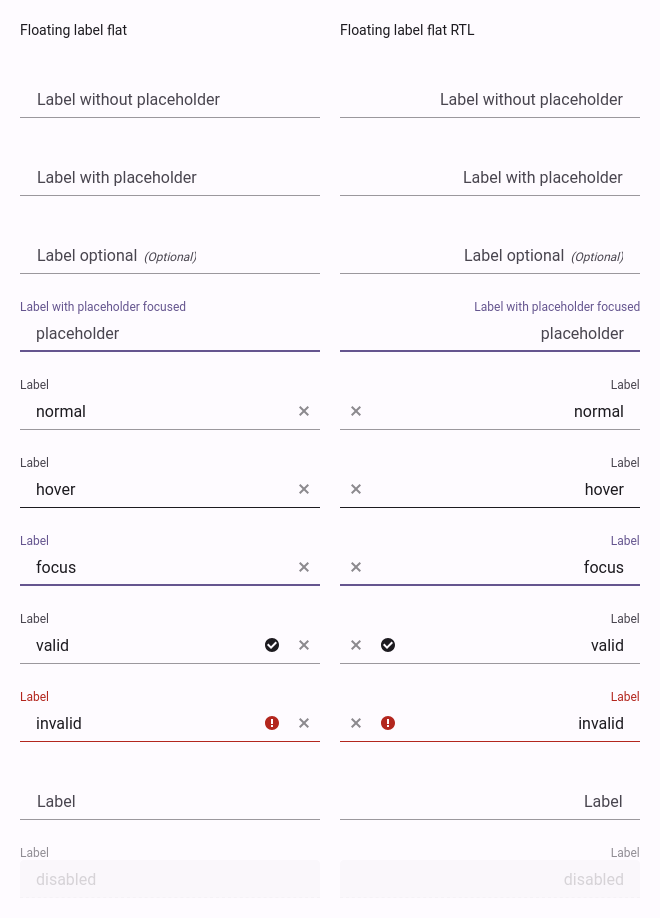 Floating label flat
Floating label flat RTL
Label without placeholder
Label without placeholder
Label with placeholder
Label with placeholder
Label optional (Optional)
Label optional (Optional)
Label with placeholder focused
Label with placeholder focused
placeholder
placeholder
Label
Label
normal
normal
Label
Label
hover
hover
Label
Label
focus
focus
Label
Label
valid
valid
Label
Label
invalid
invalid
Label
Label
Label
Label
disabled
disabled